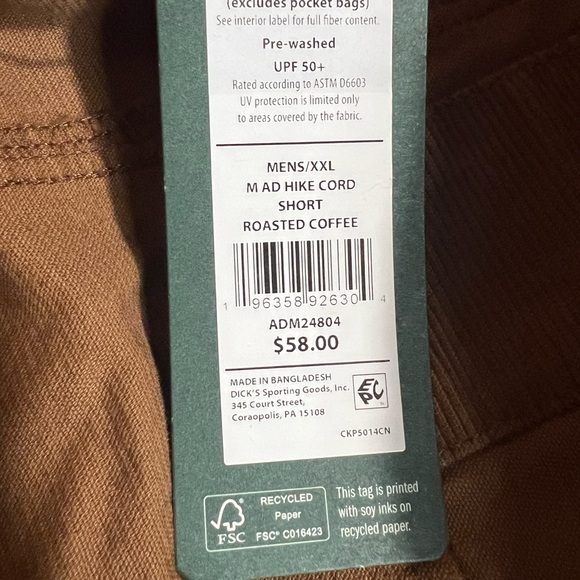 (excludes pocket bags)
See interior label for full fiber content.
Pre-washed
UPF 50+
Rated according to ASTM D6603
UV protection is limited only
to areas covered by the fabric.
MENS/XXL
M AD HIKE CORD
SHORT
ROASTED COFFEE
1 96358 92630 4
ADM24804
$58.00
MADE IN BANGLADESH
DICK'S Sporting Goods, Inc.
345 Court Street,
Coraopolis, PA 15108
EPC
CKP5014CN
FSC
RECYCLED
Paper
FSC® C016423
This tag is printed
with soy inks on
recycled paper.